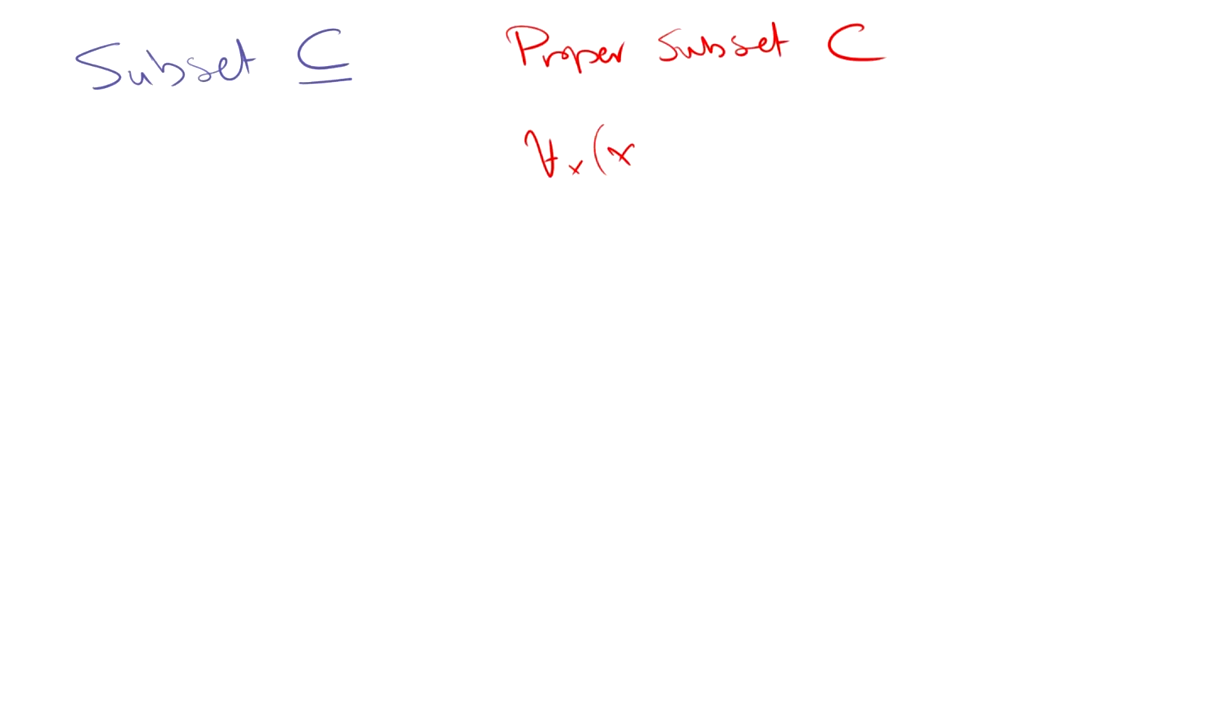 Subset ⊆ Proper Subset ⊂
∀x (x